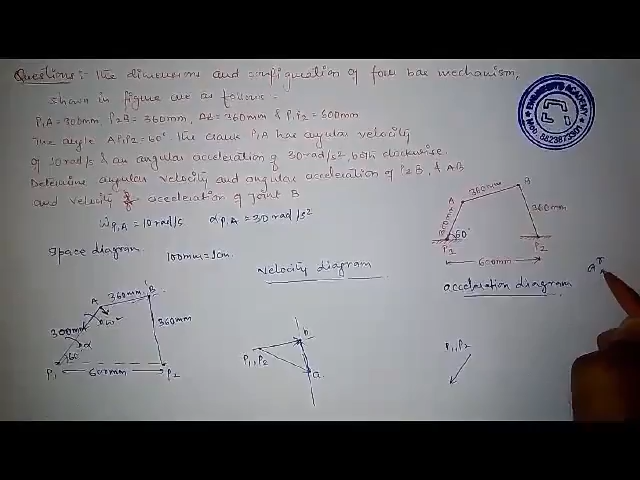 Questions:- The dimensions and configuration of four bar mechanism,
shown in figure are as follows:-
P₁A = 300mm P₂B = 360mm, AB = 360mm & P₁P₂ = 600mm
The angle AP₁P₂ = 60°. The crank P₁A has angular velocity
of 10 rad/s & an angular acceleration of 30 rad/s², both clockwise.
Determine angular velocity and angular acceleration of P₂B, & AB
and velocity & acceleration of Joint B
ωP₁A = 10 rad/s αP₁A = 30 rad/s²
A 360mm B
300mm
360mm
60°
P₁ P₂
600mm
Space diagram. 100mm = 1cm.
velocity diagram
acceleration diagram
aʳ
A 360mm B
300mm
α
360mm
60°
P₁ 600mm P₂
b
P₁, P₂
a
P₁, P₂